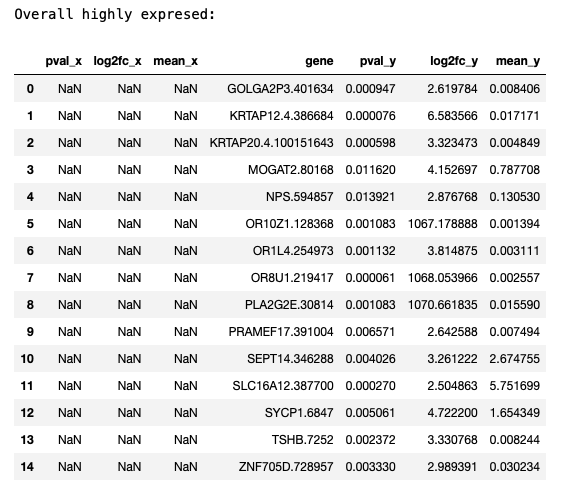 Overall highly expresed:
pval_x log2fc_x mean_x gene pval_y log2fc_y mean_y
0 NaN NaN NaN GOLGA2P3.401634 0.000947 2.619784 0.008406
1 NaN NaN NaN KRTAP12.4.386684 0.000076 6.583566 0.017171
2 NaN NaN NaN KRTAP20.4.100151643 0.000598 3.323473 0.004849
3 NaN NaN NaN MOGAT2.80168 0.011620 4.152697 0.787708
4 NaN NaN NaN NPS.594857 0.013921 2.876768 0.130530
5 NaN NaN NaN OR10Z1.128368 0.001083 1067.178888 0.001394
6 NaN NaN NaN OR1L4.254973 0.001132 3.814875 0.003111
7 NaN NaN NaN OR8U1.219417 0.000061 1068.053966 0.002557
8 NaN NaN NaN PLA2G2E.30814 0.001083 1070.661835 0.015590
9 NaN NaN NaN PRAMEF17.391004 0.006571 2.642588 0.007494
10 NaN NaN NaN SEPT14.346288 0.004026 3.261222 2.674755
11 NaN NaN NaN SLC16A12.387700 0.000270 2.504863 5.751699
12 NaN NaN NaN SYCP1.6847 0.005061 4.722200 1.654349
13 NaN NaN NaN TSHB.7252 0.002372 3.330768 0.008244
14 NaN NaN NaN ZNF705D.728957 0.003330 2.989391 0.030234